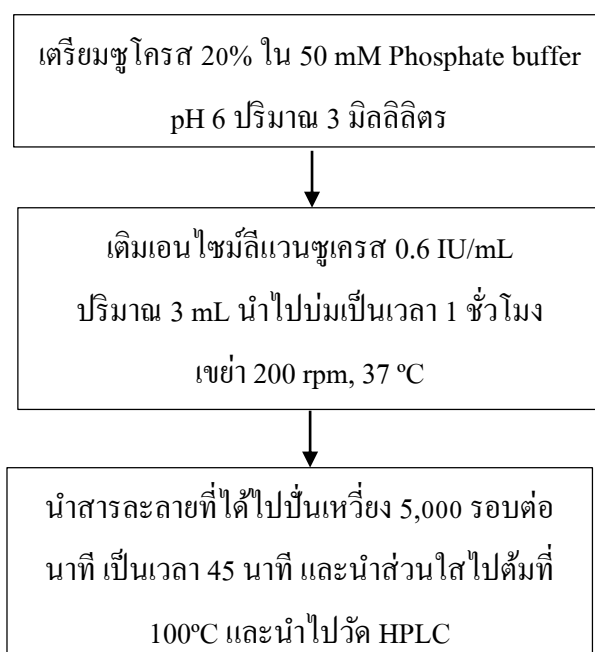 เตรียมซูโครส 20% ใน 50 mM Phosphate buffer
pH 6 ปริมาณ 3 มิลลิลิตร
เติมเอนไซม์ลีแวนซูเครส 0.6 IU/mL
ปริมาณ 3 mL นำไปบ่มเป็นเวลา 1 ชั่วโมง
เขย่า 200 rpm, 37 ºC
นำสารละลายที่ได้ไปปั่นเหวี่ยง 5,000 รอบต่อ
นาที เป็นเวลา 45 นาที และนำส่วนใสไปต้มที่
100ºC และนำไปวัด HPLC